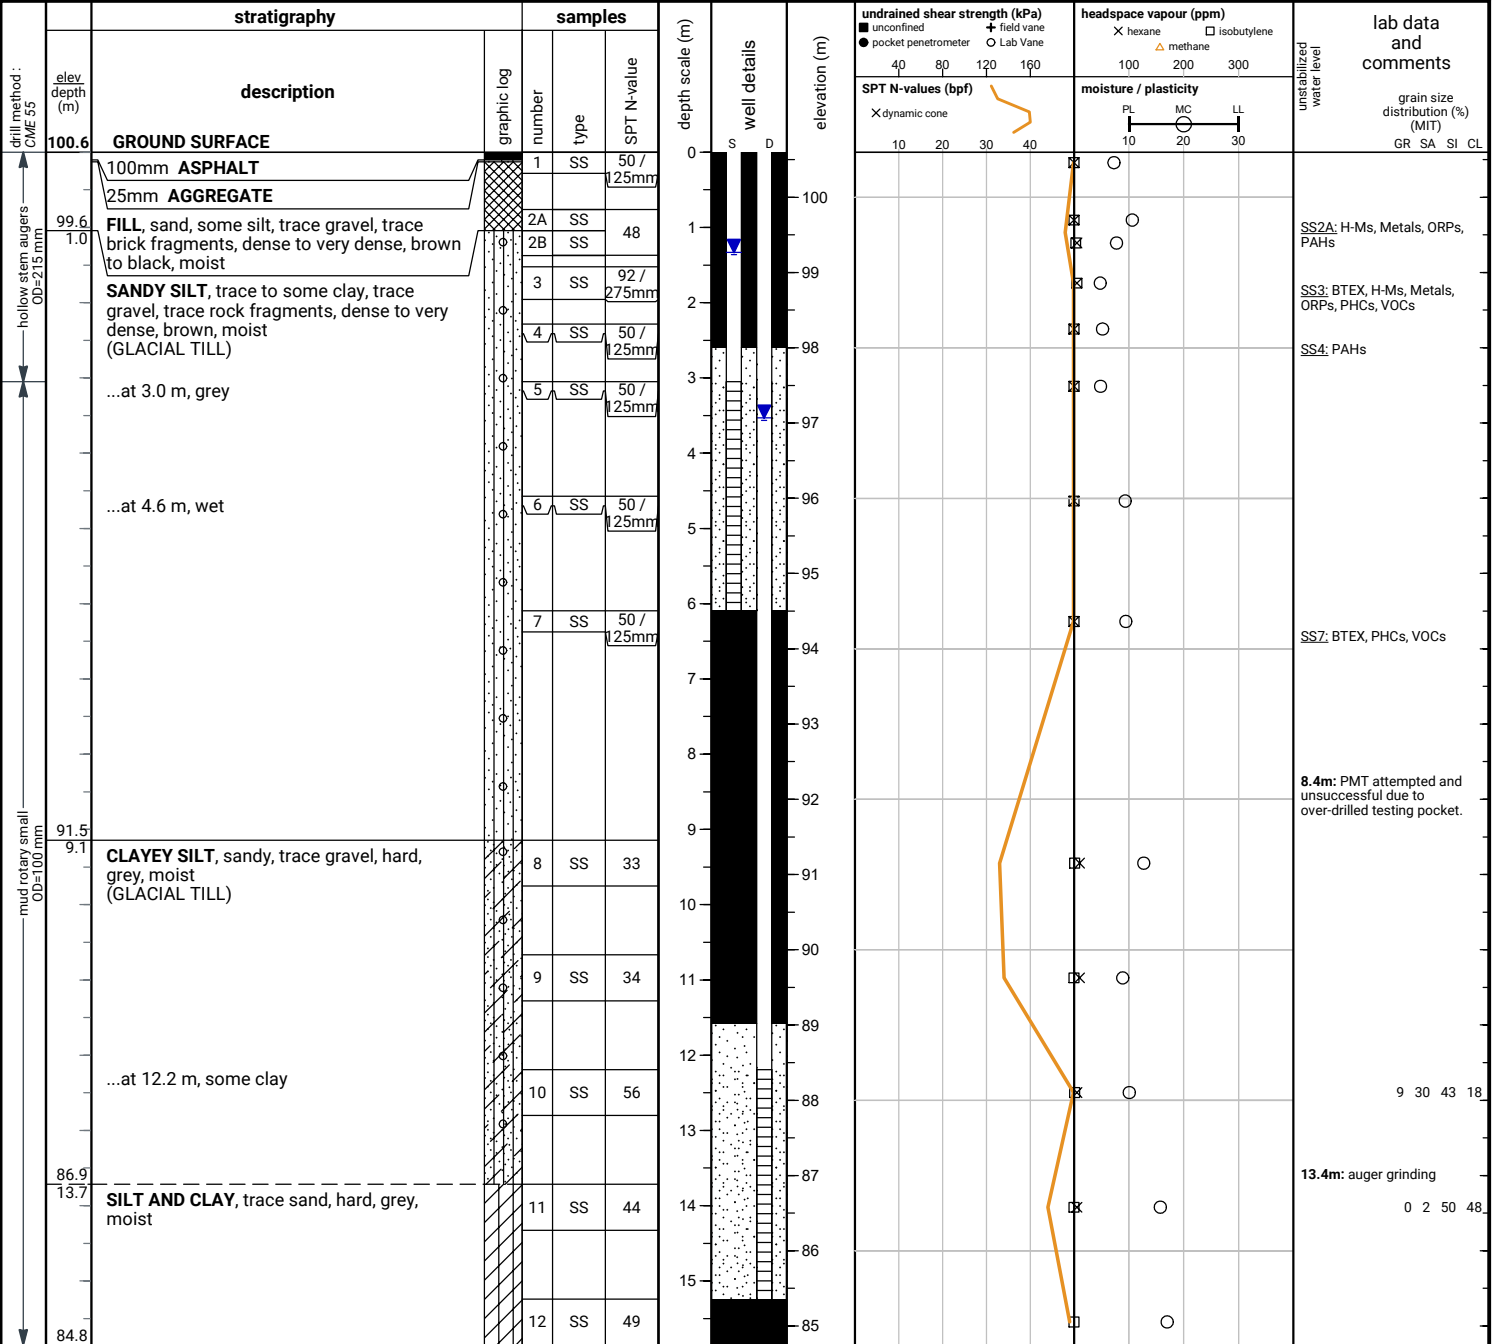 drill method :
CME 55
elev
depth
(m)
stratigraphy
description
graphic log
samples
number
type
SPT N-value
depth scale (m)
well details
S
D
elevation (m)
undrained shear strength (kPa)
unconfined
field vane
pocket penetrometer
Lab Vane
40 80 120 160
SPT N-values (bpf)
dynamic cone
10 20 30 40
headspace vapour (ppm)
hexane
isobutylene
methane
100 200 300
moisture / plasticity
PL MC LL
10 20 30
unstabilized
water level
lab data
and
comments
grain size
distribution (%)
(MIT)
GR SA SI CL
hollow stem augers
OD=215 mm
mud rotary small
OD=100 mm
100.6 GROUND SURFACE
100mm ASPHALT
25mm AGGREGATE
99.6
1.0
FILL, sand, some silt, trace gravel, trace
brick fragments, dense to very dense, brown
to black, moist
SANDY SILT, trace to some clay, trace
gravel, trace rock fragments, dense to very
dense, brown, moist
(GLACIAL TILL)
...at 3.0 m, grey
...at 4.6 m, wet
91.5
9.1
CLAYEY SILT, sandy, trace gravel, hard,
grey, moist
(GLACIAL TILL)
...at 12.2 m, some clay
86.9
13.7
SILT AND CLAY, trace sand, hard, grey,
moist
84.8
1 SS 50 /
125mm
2A SS
48
2B SS
3 SS 92 /
275mm
4 SS 50 /
125mm
5 SS 50 /
125mm
6 SS 50 /
125mm
7 SS 50 /
125mm
8 SS 33
9 SS 34
10 SS 56
11 SS 44
12 SS 49
0
1
2
3
4
5
6
7
8
9
10
11
12
13
14
15
100
99
98
97
96
95
94
93
92
91
90
89
88
87
86
85
SS2A: H-Ms, Metals, ORPs,
PAHs
SS3: BTEX, H-Ms, Metals,
ORPs, PHCs, VOCs
SS4: PAHs
SS7: BTEX, PHCs, VOCs
8.4m: PMT attempted and
unsuccessful due to
over-drilled testing pocket.
9 30 43 18
13.4m: auger grinding
0 2 50 48